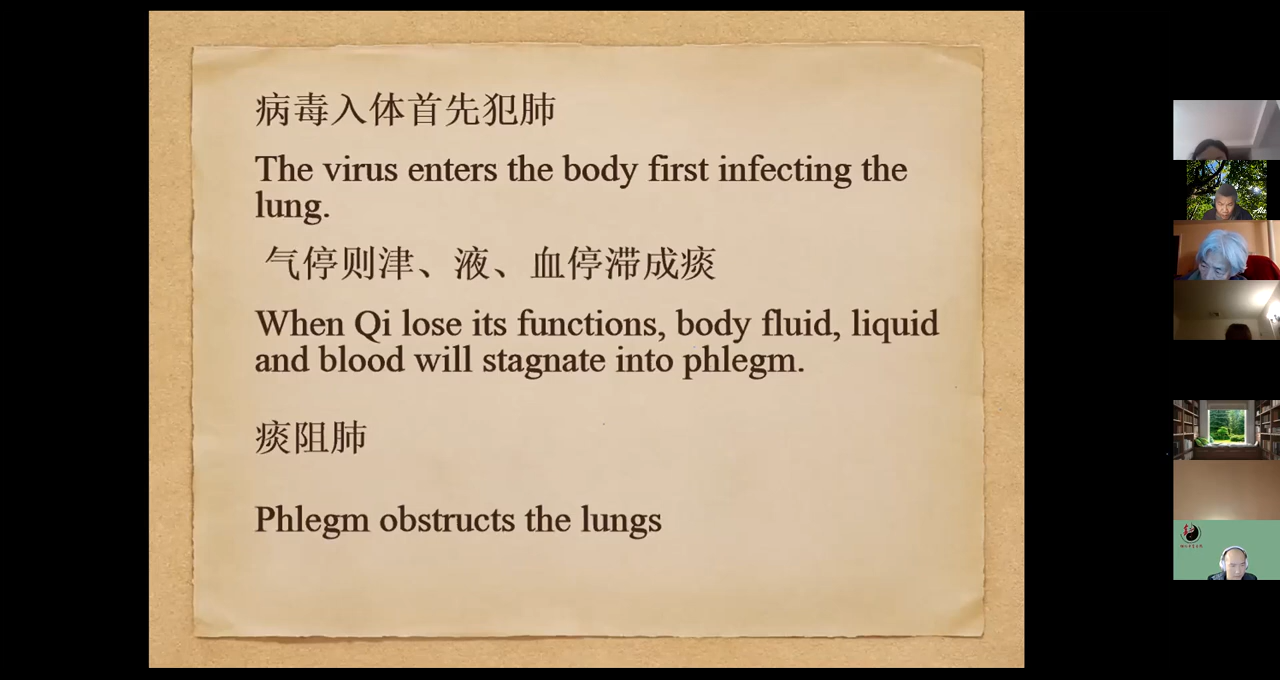 病毒入体首先犯肺
The virus enters the body first infecting the
lung.
气停则津、液、血停滞成痰
When Qi lose its functions, body fluid, liquid
and blood will stagnate into phlegm.
痰阻肺
Phlegm obstructs the lungs